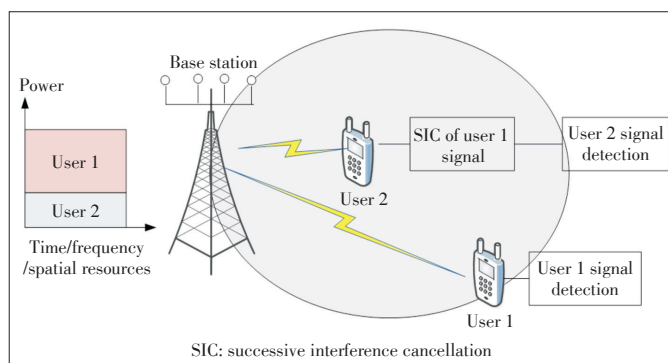 Base station
Power
User 1
User 2
Time/frequency
/spatial resources
User 2
SIC of user 1
signal
User 2 signal
detection
User 1
User 1 signal
detection
SIC: successive interference cancellation